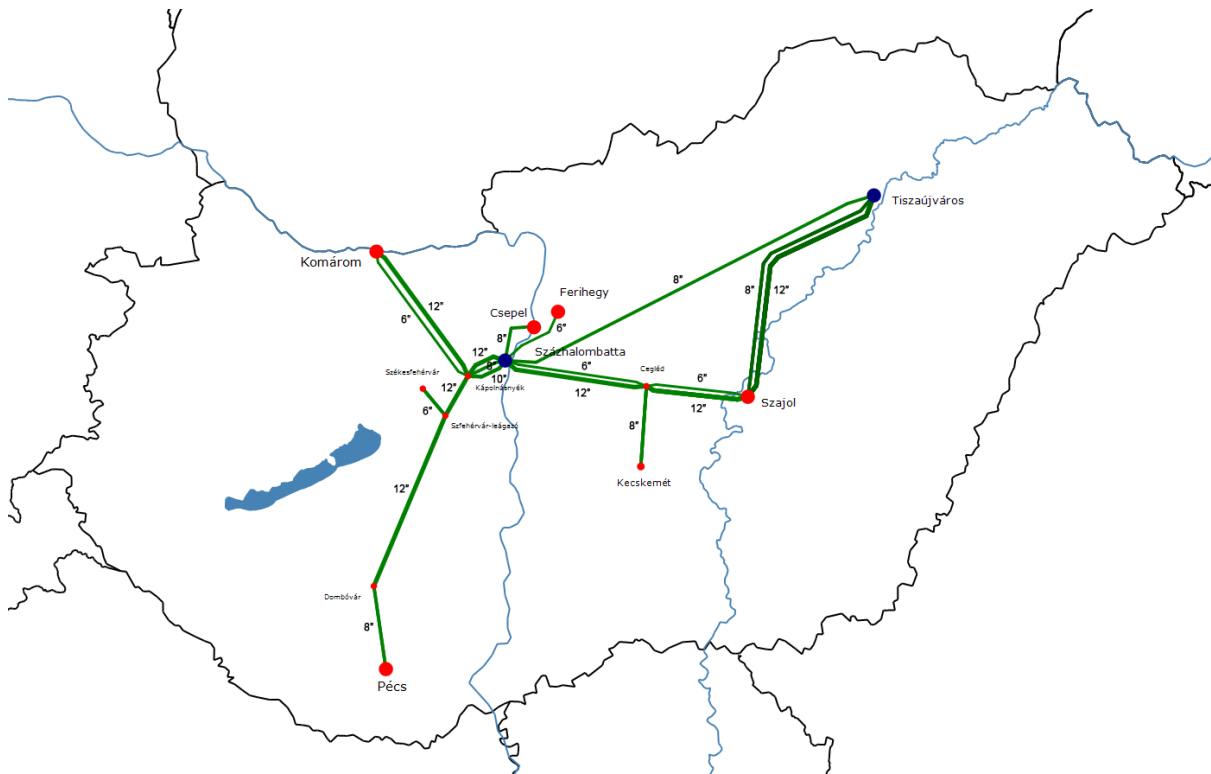 Tiszaújváros
Komárom
12"
6"
8"
8"
12"
Ferihegy
Csepel
6"
8"
Százhalombatta
12"
8"
10"
Kápolnásnyék
Székesfehérvár
12"
6"
Szfehérvár-leágazó
6"
12"
Cegléd
6"
12"
Szajol
8"
Kecskemét
12"
Dombóvár
8"
Pécs